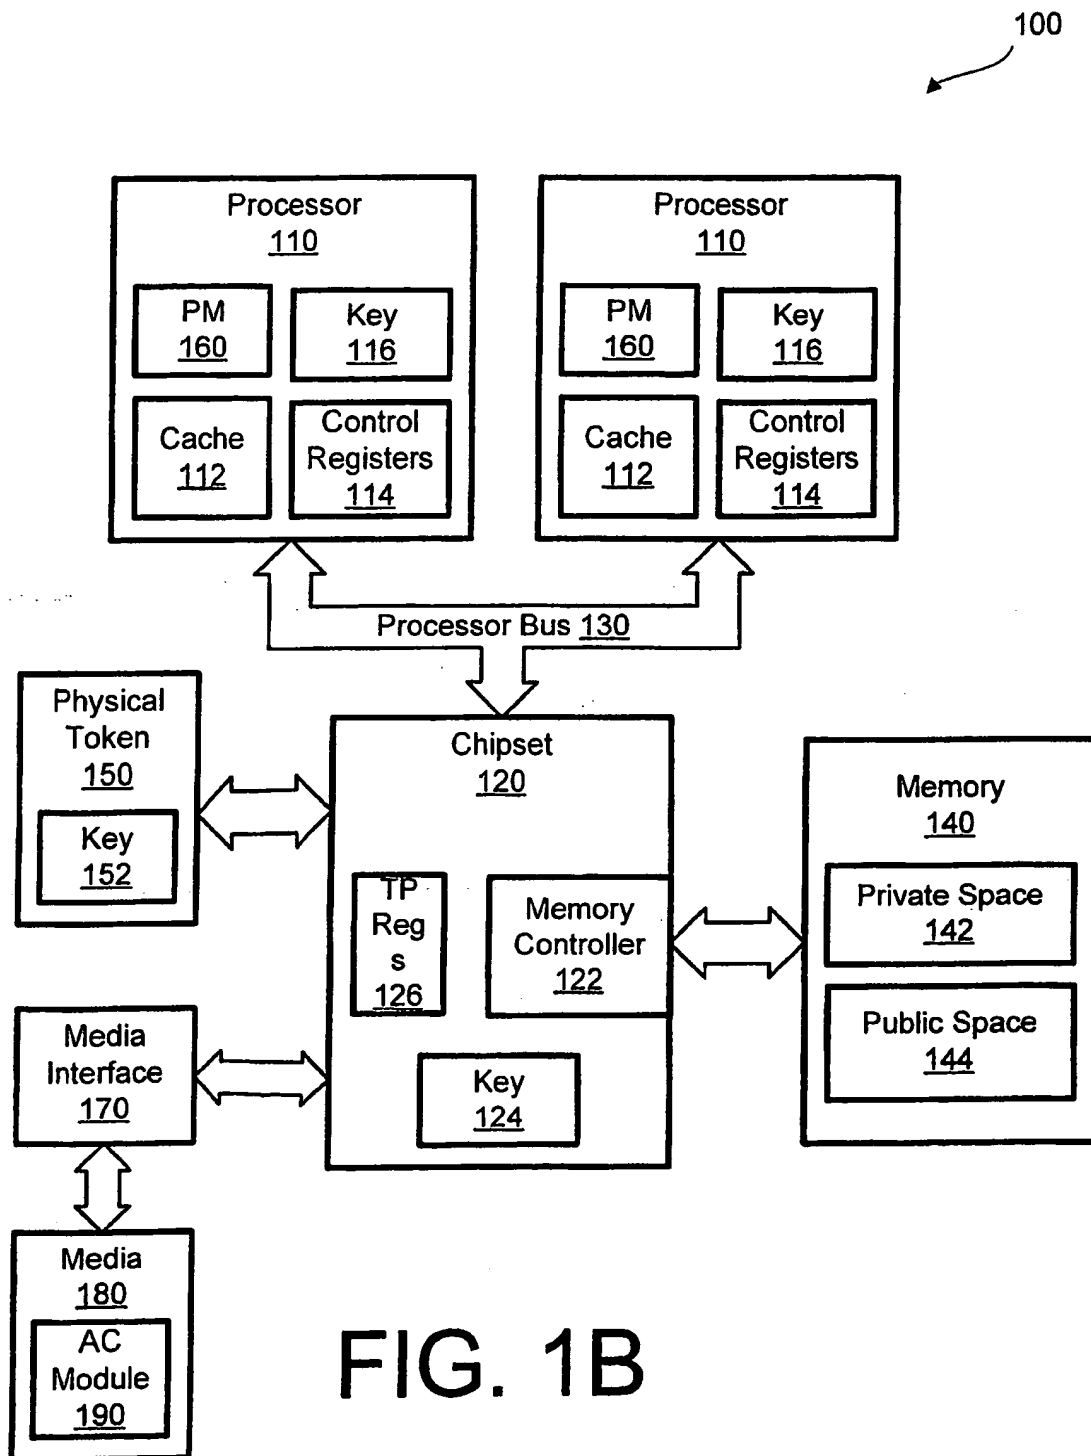 100
Processor
110
PM
160
Key
116
Cache
112
Control
Registers
114
Processor
110
PM
160
Key
116
Cache
112
Control
Registers
114
Processor Bus 130
Physical
Token
150
Key
152
Chipset
120
TP
Reg
s
126
Memory
Controller
122
Key
124
Memory
140
Private Space
142
Public Space
144
Media
Interface
170
Media
180
AC
Module
190
FIG. 1B